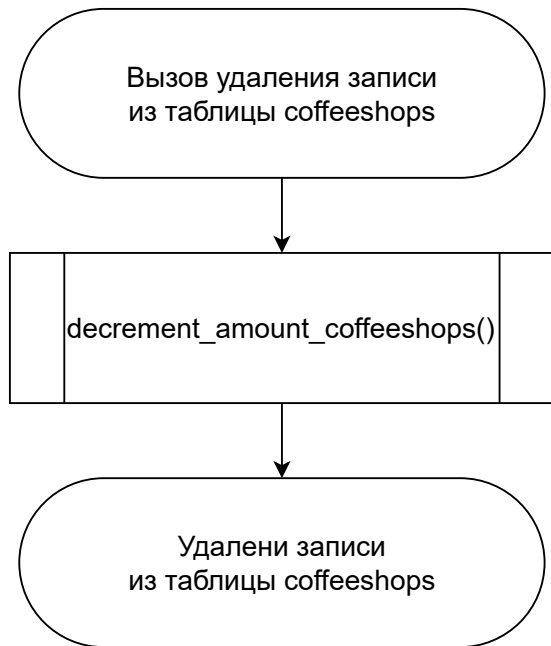 Вызов удаления записи
из таблицы coffeeshops
decrement_amount_coffeeshops()
Удалени записи
из таблицы coffeeshops